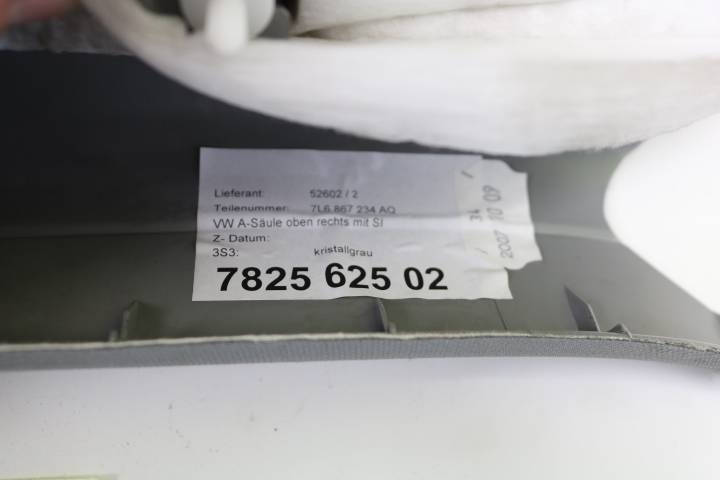 Lieferant: 52602 / 2
Teilenummer: 7L6 867 234 AQ
VW A-Säule oben rechts mit SI
Z- Datum:
3S3: kristallgrau
7825 625 02
/ 34 /
2007 10 09